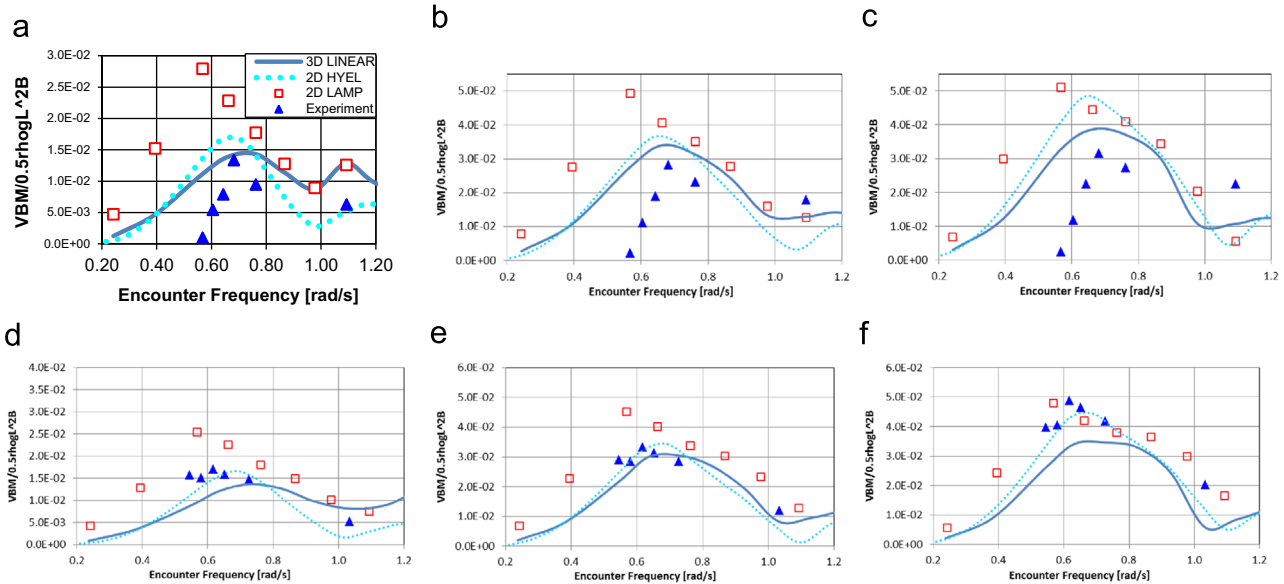 a
3.0E-02
2.5E-02
2.0E-02
1.5E-02
1.0E-02
5.0E-03
0.0E+00
VBM/0.5rhogL^2B
3D LINEAR
2D HYEL
2D LAMP
Experiment
0.20 0.40 0.60 0.80 1.00 1.20
Encounter Frequency [rad/s]
b
5.0E-02
4.0E-02
3.0E-02
2.0E-02
1.0E-02
0.0E+00
VBM/0.5rhogL^2B
0.2 0.4 0.6 0.8 1.0 1.2
Encounter Frequency [rad/s]
c
5.0E-02
4.0E-02
3.0E-02
2.0E-02
1.0E-02
0.0E+00
VBM/0.5rhogL^2B
0.2 0.4 0.6 0.8 1.0 1.2
Encounter Frequency [rad/s]
d
4.0E-02
3.5E-02
3.0E-02
2.5E-02
2.0E-02
1.5E-02
1.0E-02
5.0E-03
0.0E+00
VBM/0.5rhogL^2B
0.2 0.4 0.6 0.8 1.0 1.2
Encounter Frequency [rad/s]
e
6.0E-02
5.0E-02
4.0E-02
3.0E-02
2.0E-02
1.0E-02
0.0E+00
VBM/0.5rhogL^2B
0.2 0.4 0.6 0.8 1.0 1.2
Encounter Frequency [rad/s]
f
6.0E-02
5.0E-02
4.0E-02
3.0E-02
2.0E-02
1.0E-02
0.0E+00
VBM/0.5rhogL^2B
0.2 0.4 0.6 0.8 1.0 1.2
Encounter Frequency [rad/s]